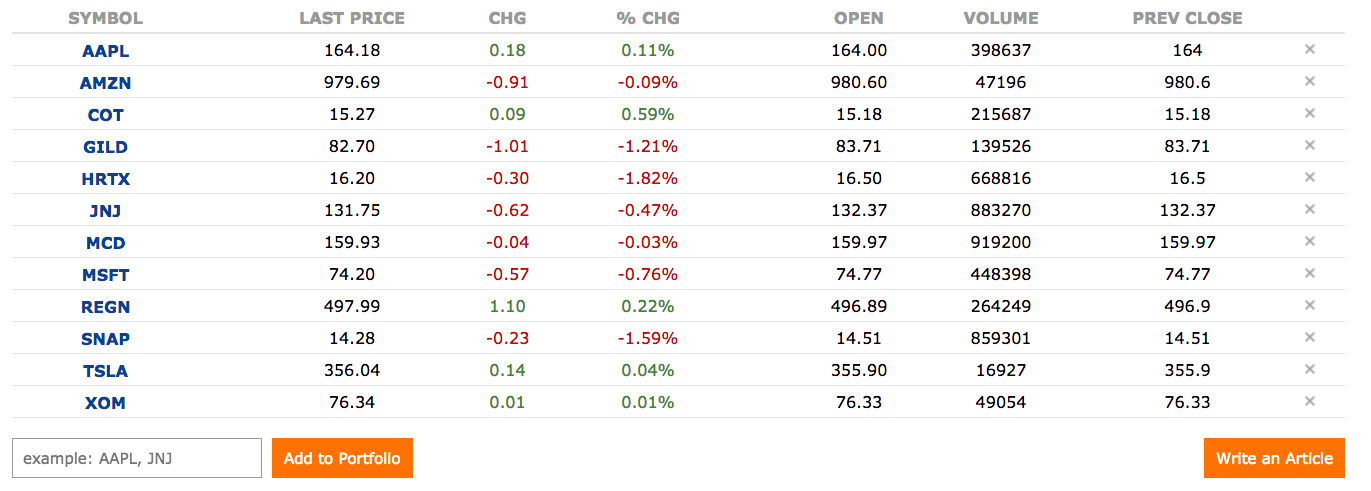 SYMBOL LAST PRICE CHG % CHG OPEN VOLUME PREV CLOSE
AAPL 164.18 0.18 0.11% 164.00 398637 164 ×
AMZN 979.69 -0.91 -0.09% 980.60 47196 980.6 ×
COT 15.27 0.09 0.59% 15.18 215687 15.18 ×
GILD 82.70 -1.01 -1.21% 83.71 139526 83.71 ×
HRTX 16.20 -0.30 -1.82% 16.50 668816 16.5 ×
JNJ 131.75 -0.62 -0.47% 132.37 883270 132.37 ×
MCD 159.93 -0.04 -0.03% 159.97 919200 159.97 ×
MSFT 74.20 -0.57 -0.76% 74.77 448398 74.77 ×
REGN 497.99 1.10 0.22% 496.89 264249 496.9 ×
SNAP 14.28 -0.23 -1.59% 14.51 859301 14.51 ×
TSLA 356.04 0.14 0.04% 355.90 16927 355.9 ×
XOM 76.34 0.01 0.01% 76.33 49054 76.33 ×
example: AAPL, JNJ Add to Portfolio Write an Article